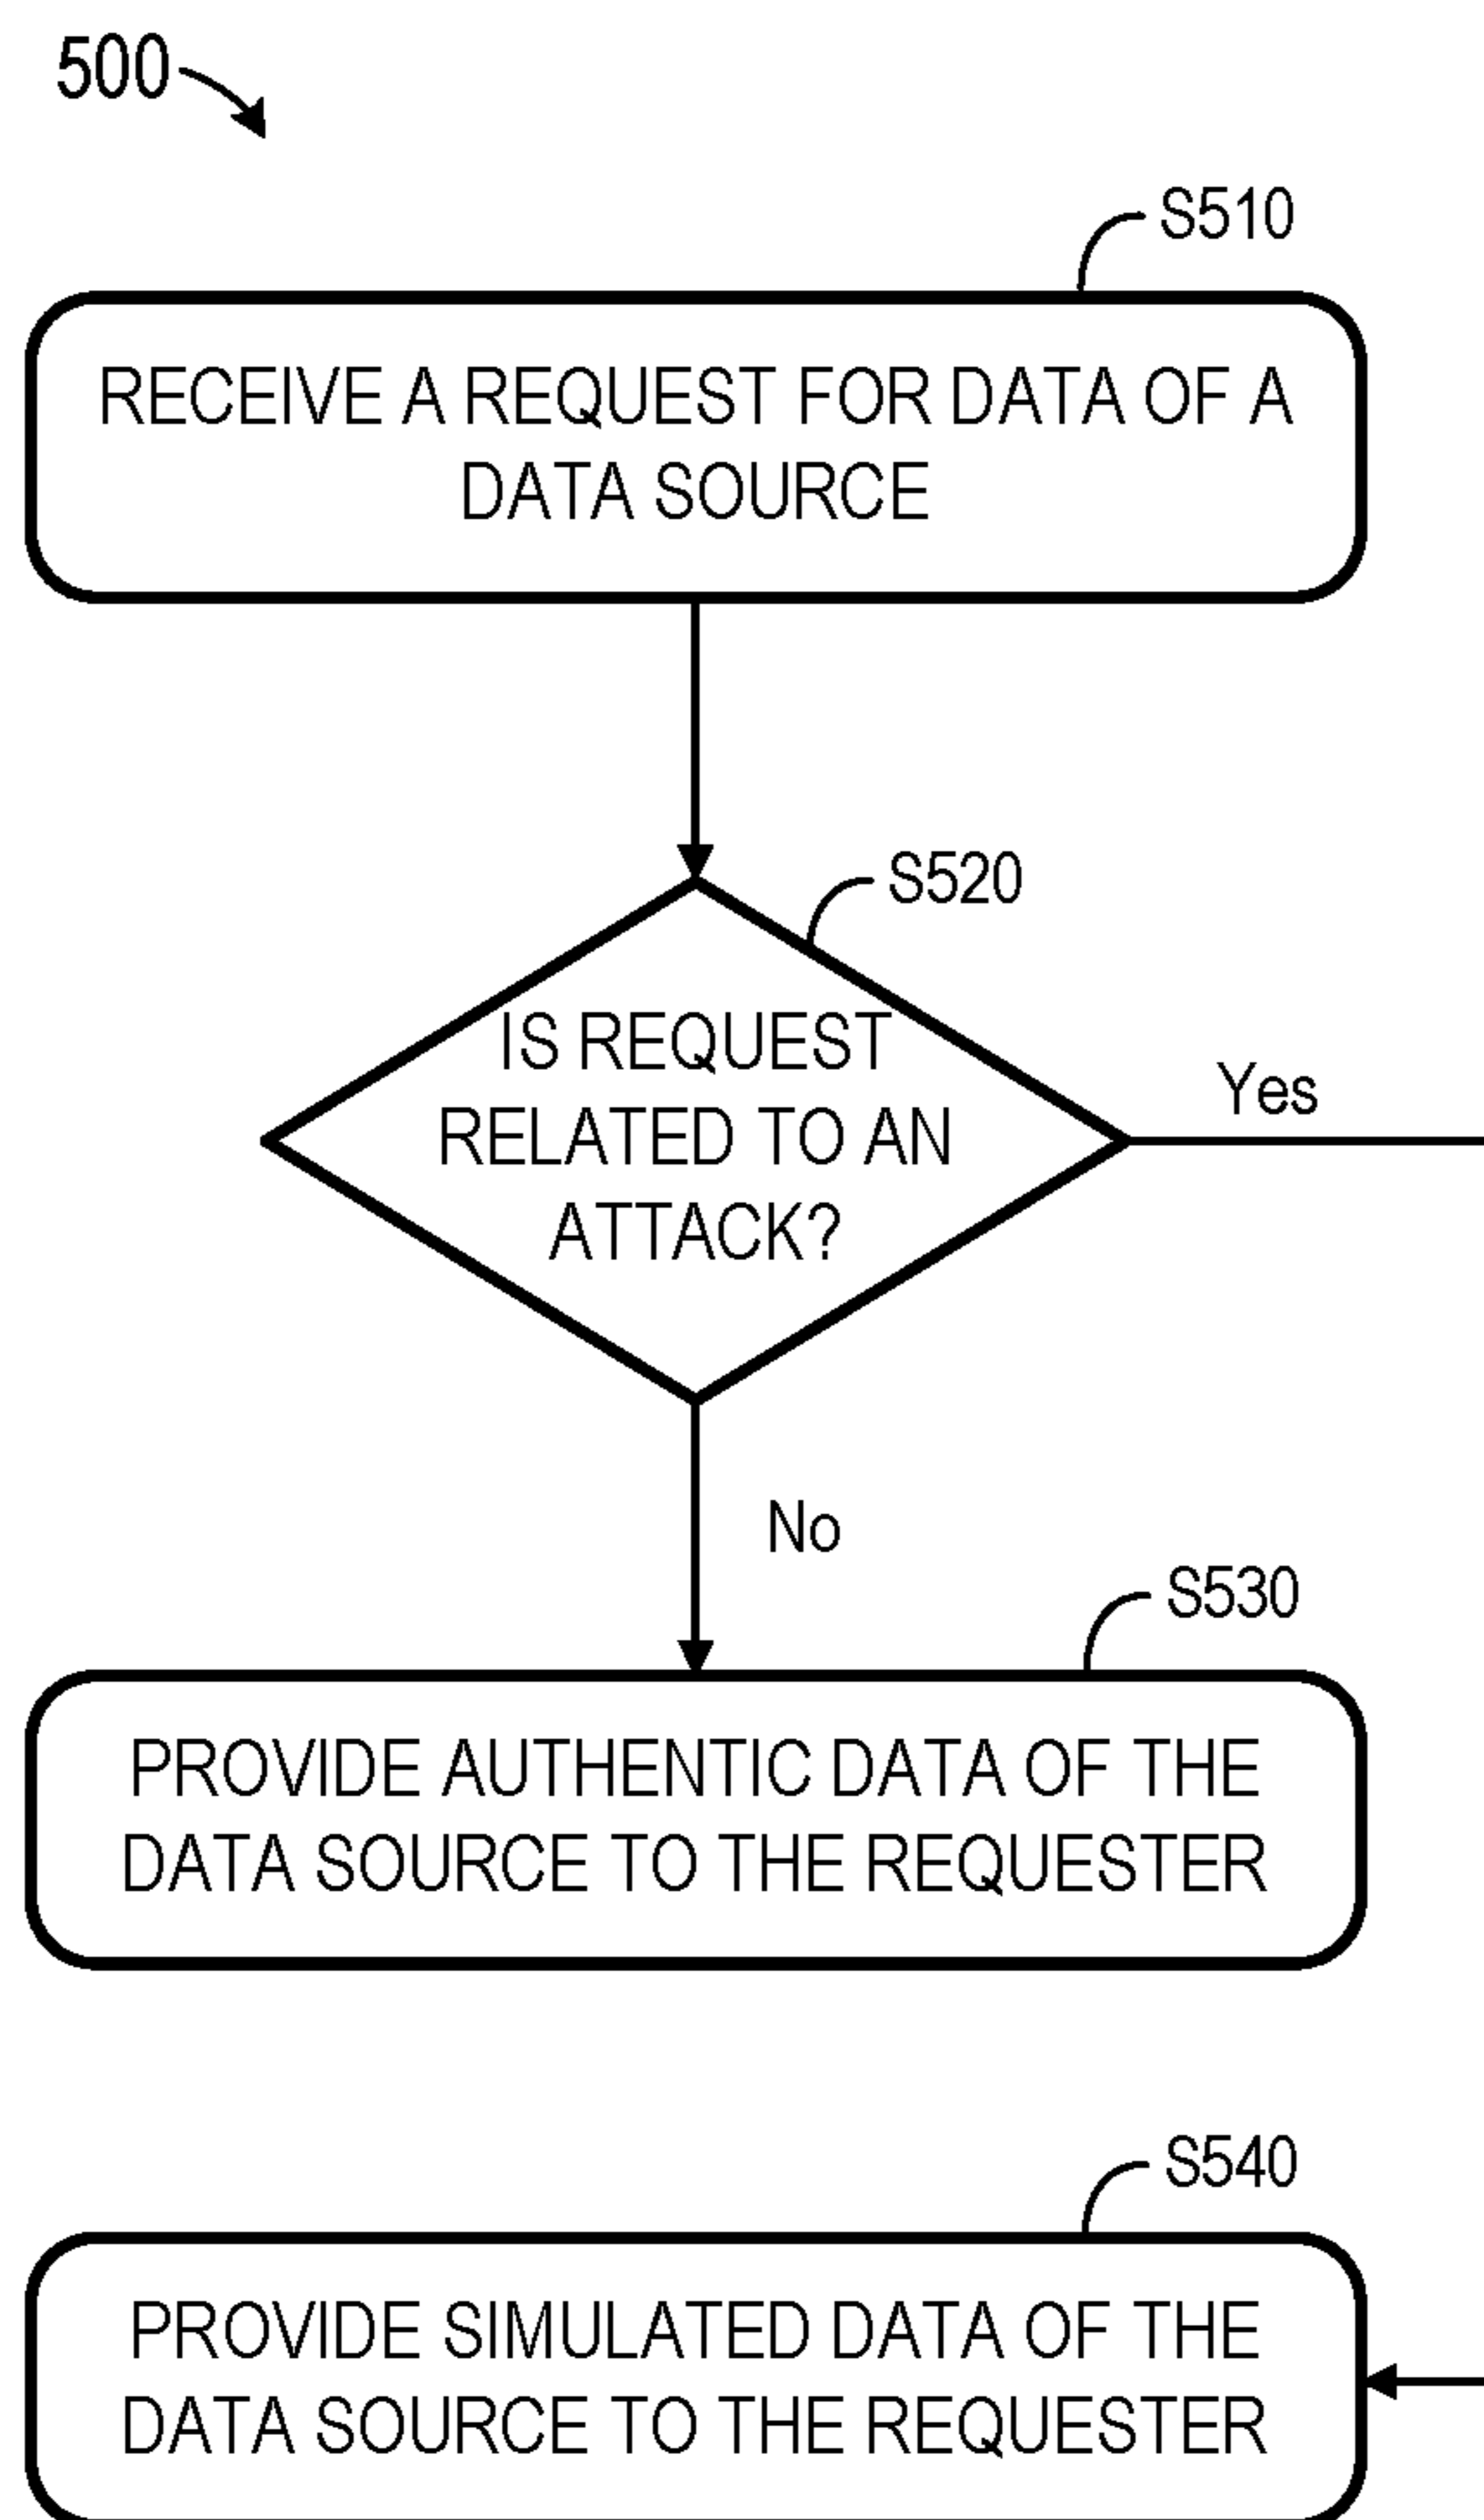 500
S510
RECEIVE A REQUEST FOR DATA OF A
DATA SOURCE
S520
IS REQUEST
RELATED TO AN
ATTACK?
Yes
No
S530
PROVIDE AUTHENTIC DATA OF THE
DATA SOURCE TO THE REQUESTER
S540
PROVIDE SIMULATED DATA OF THE
DATA SOURCE TO THE REQUESTER